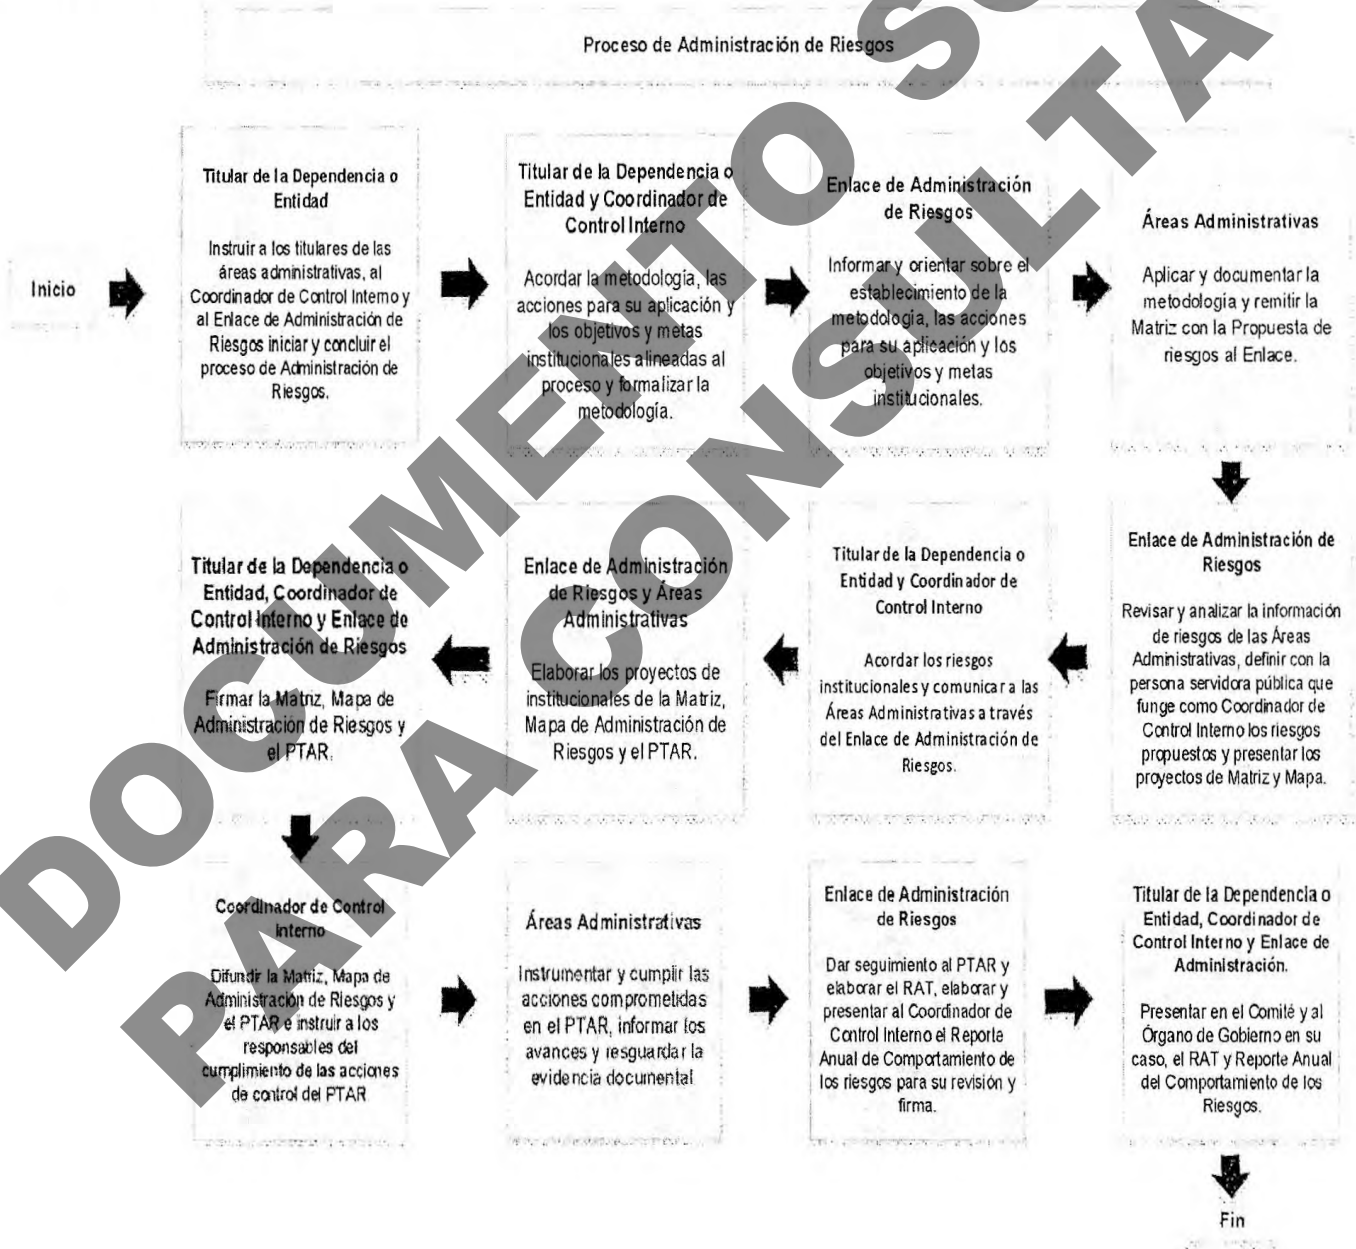 Proceso de Administración de Riesgos
Inicio
Titular de la Dependencia o
Entidad
Instruir a los titulares de las
áreas administrativas, al
Coordinador de Control Interno y
al Enlace de Administración de
Riesgos iniciar y concluir el
proceso de Administración de
Riesgos.
Titular de la Dependencia o
Entidad y Coordinador de
Control Interno
Acordar la metodología, las
acciones para su aplicación y
los objetivos y metas
institucionales alineadas al
proceso y formalizar la
metodología.
Enlace de Administración
de Riesgos
Informar y orientar sobre el
establecimiento de la
metodología, las acciones
para su aplicación y los
objetivos y metas
institucionales.
Áreas Administrativas
Aplicar y documentar la
metodología y remitir la
Matriz con la Propuesta de
riesgos al Enlace.
Enlace de Administración de
Riesgos
Revisar y analizar la información
de riesgos de las Áreas
Administrativas, definir con la
persona servidora pública que
funge como Coordinador de
Control Interno los riesgos
propuestos y presentar los
proyectos de Matriz y Mapa.
Titular de la Dependencia o
Entidad y Coordinador de
Control Interno
Acordar los riesgos
institucionales y comunicar a las
Áreas Administrativas a través
del Enlace de Administración de
Riesgos.
Enlace de Administración
de Riesgos y Áreas
Administrativas
Elaborar los proyectos de
institucionales de la Matriz,
Mapa de Administración de
Riesgos y el PTAR.
Titular de la Dependencia o
Entidad, Coordinador de
Control Interno y Enlace de
Administración de Riesgos
Firmar la Matriz, Mapa de
Administración de Riesgos y
el PTAR.
Coordinador de Control
Interno
Difundir la Matriz, Mapa de
Administración de Riesgos y
el PTAR e instruir a los
responsables del
cumplimiento de las acciones
de control del PTAR
Áreas Administrativas
Instrumentar y cumplir las
acciones comprometidas
en el PTAR, informar los
avances y resguardar la
evidencia documental
Enlace de Administración
de Riesgos
Dar seguimiento al PTAR y
elaborar el RAT, elaborar y
presentar al Coordinador de
Control Interno el Reporte
Anual de Comportamiento de
los riesgos para su revisión y
firma.
Titular de la Dependencia o
Entidad, Coordinador de
Control Interno y Enlace de
Administración.
Presentar en el Comité y al
Órgano de Gobierno en su
caso, el RAT y Reporte Anual
del Comportamiento de los
Riesgos.
Fin
DOCUMENTO
PARA CONSULTA